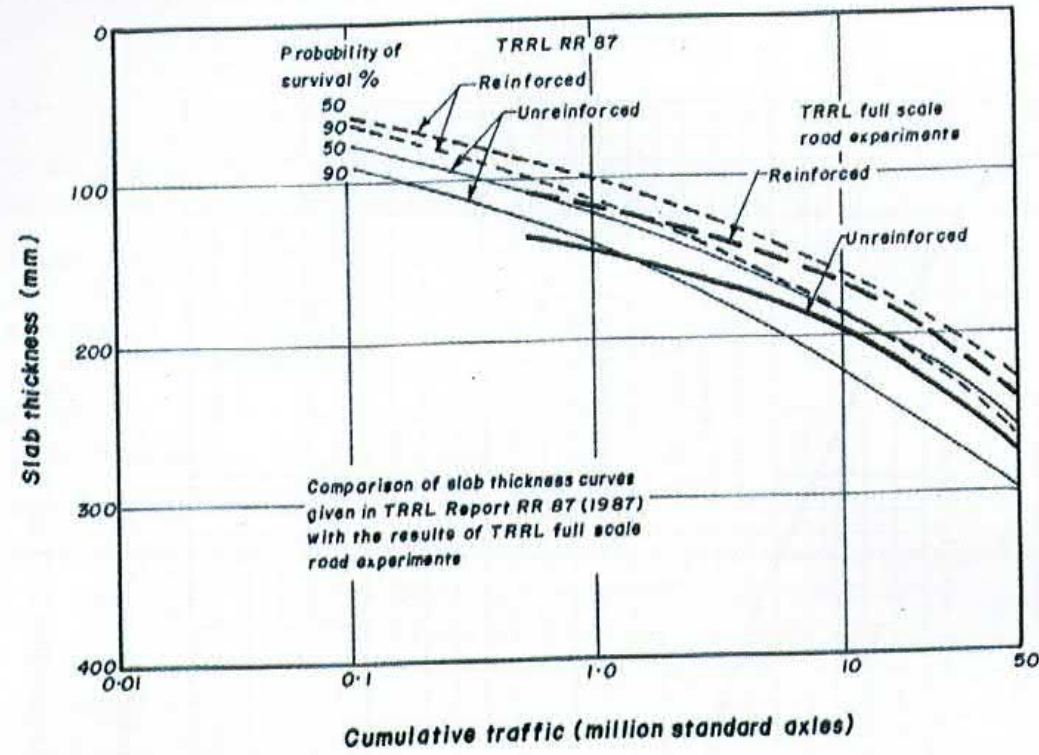 0
Probability of
survival %
TRRL RR 87
50
Reinforced
90
Unreinforced
50
90
TRRL full scale
road experiments
Reinforced
Unreinforced
100
200
300
400
Slab thickness (mm)
Comparison of slab thickness curves
given in TRRL Report RR 87 (1987)
with the results of TRRL full scale
road experiments
0·01
0·1
1·0
10
50
Cumulative traffic (million standard axles)